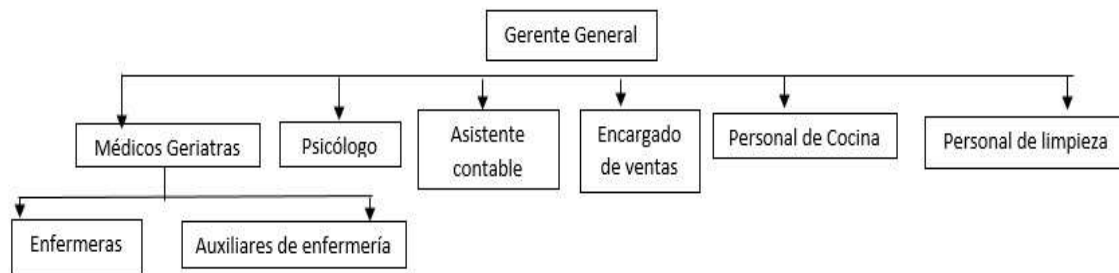 Gerente General
Médicos Geriatras
Psicólogo
Asistente
contable
Encargado
de ventas
Personal de Cocina
Personal de limpieza
Enfermeras
Auxiliares de enfermería